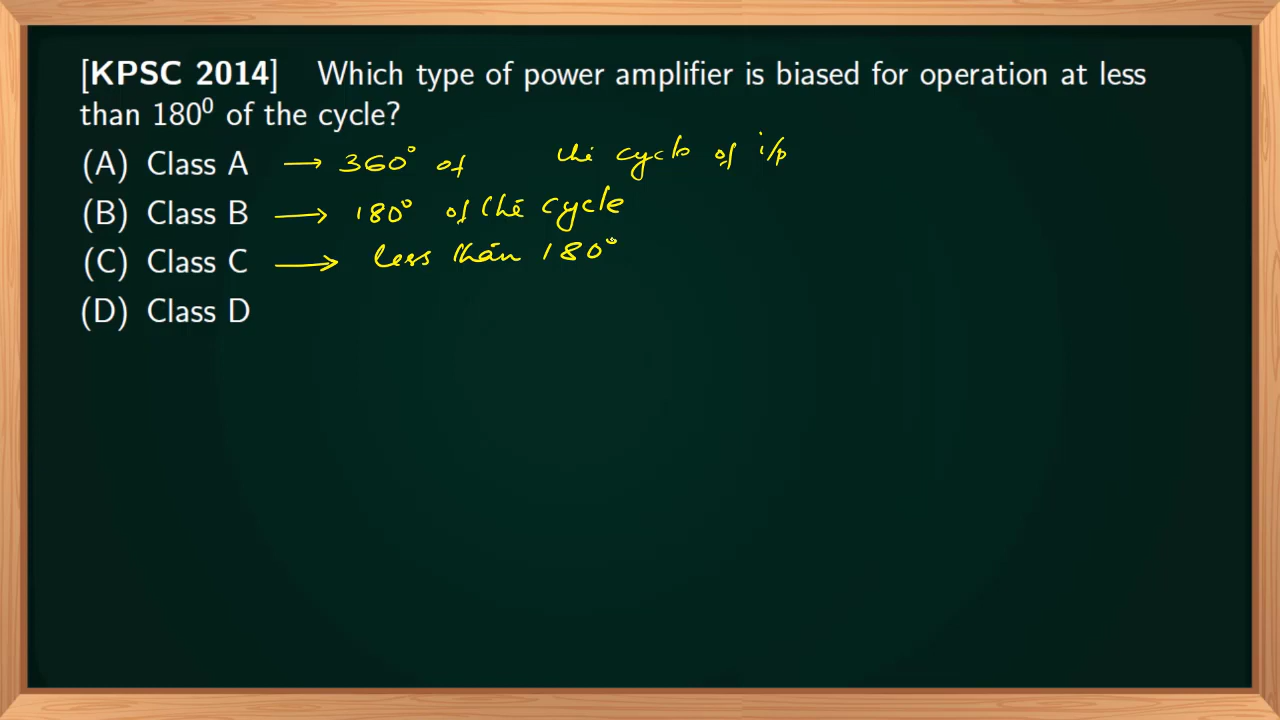 [KPSC 2014] Which type of power amplifier is biased for operation at less
than 180⁰ of the cycle?
(A) Class A → 360° of the cycle of i/p
(B) Class B → 180° of the cycle
(C) Class C → less than 180°
(D) Class D